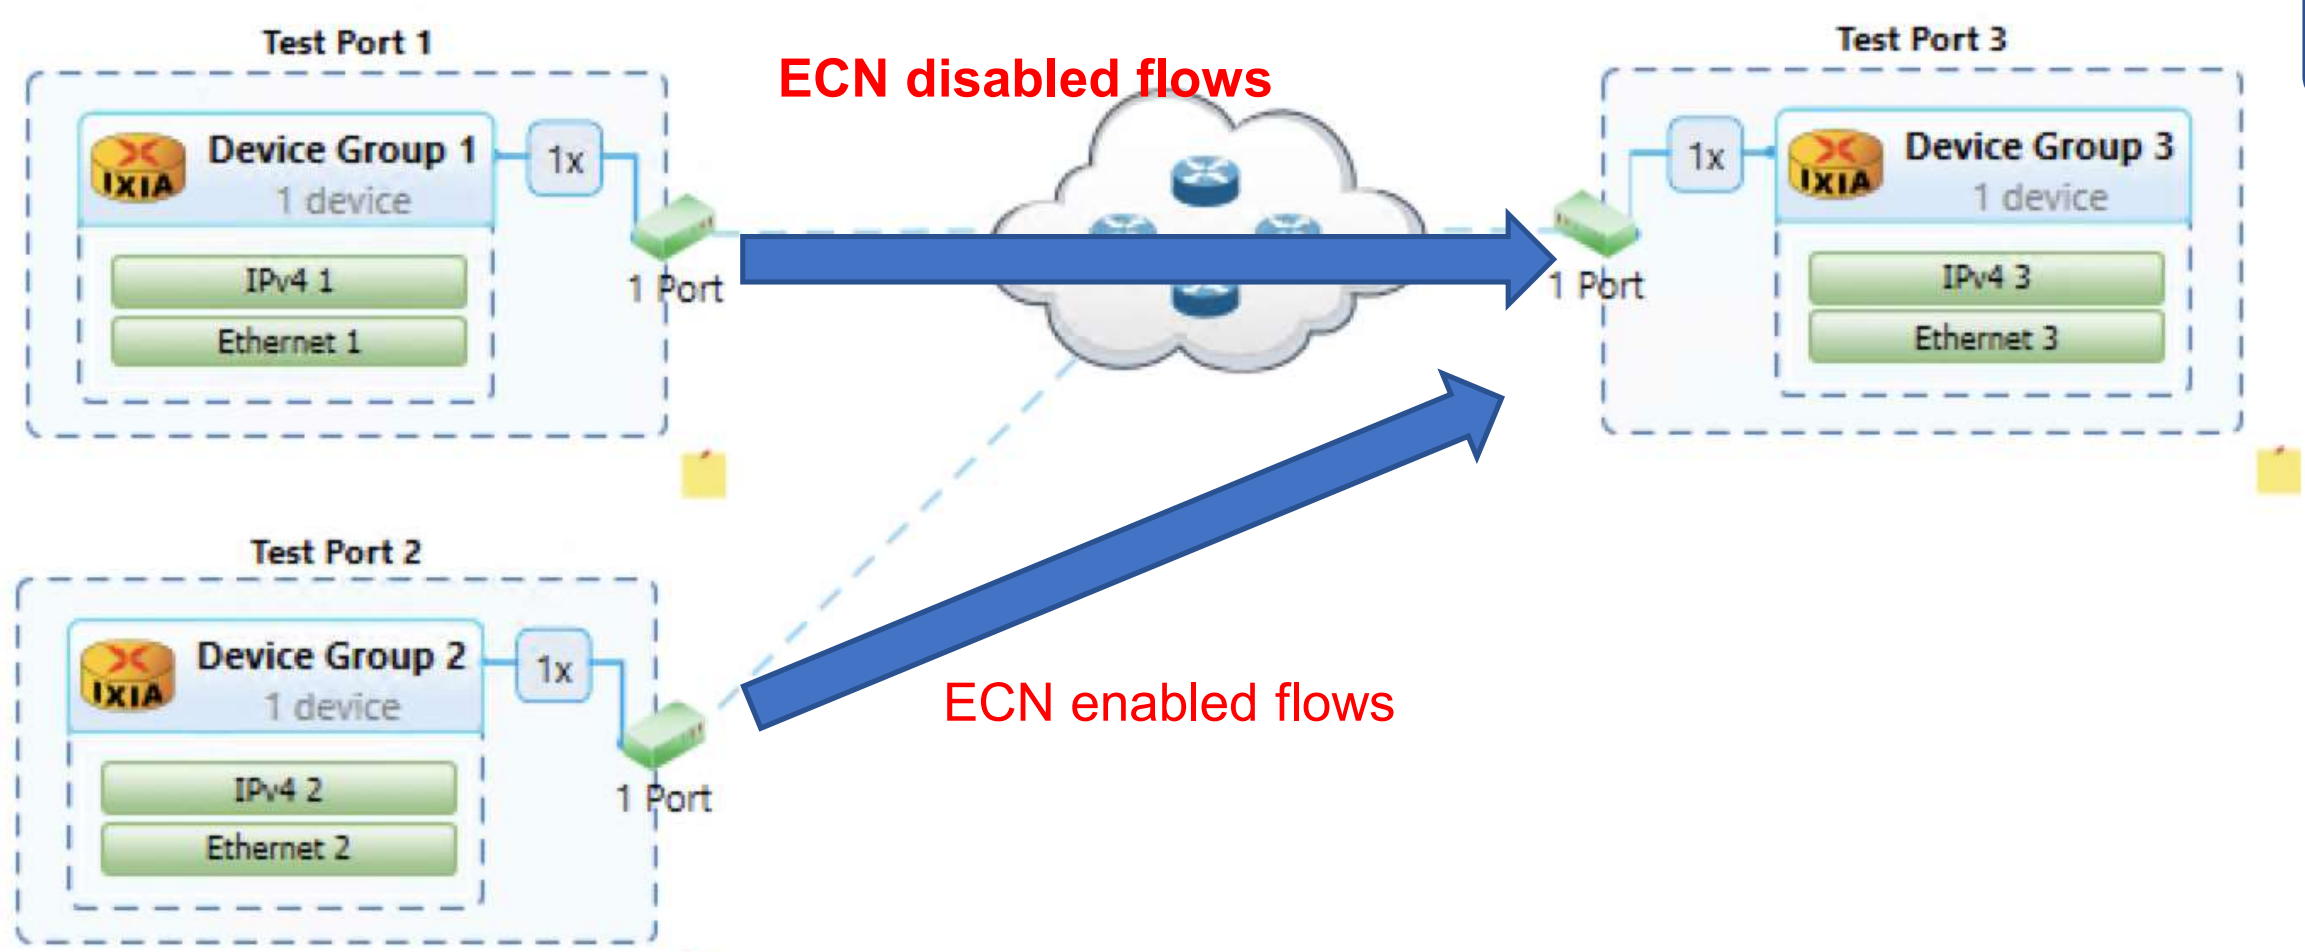 Test Port 1
ECN disabled flows
Test Port 3
IXIA
Device Group 1
1 device
1x
1x
IXIA
Device Group 3
1 device
IPv4 1
Ethernet 1
1 Port
1 Port
IPv4 3
Ethernet 3
Test Port 2
IXIA
Device Group 2
1 device
1x
ECN enabled flows
IPv4 2
Ethernet 2
1 Port